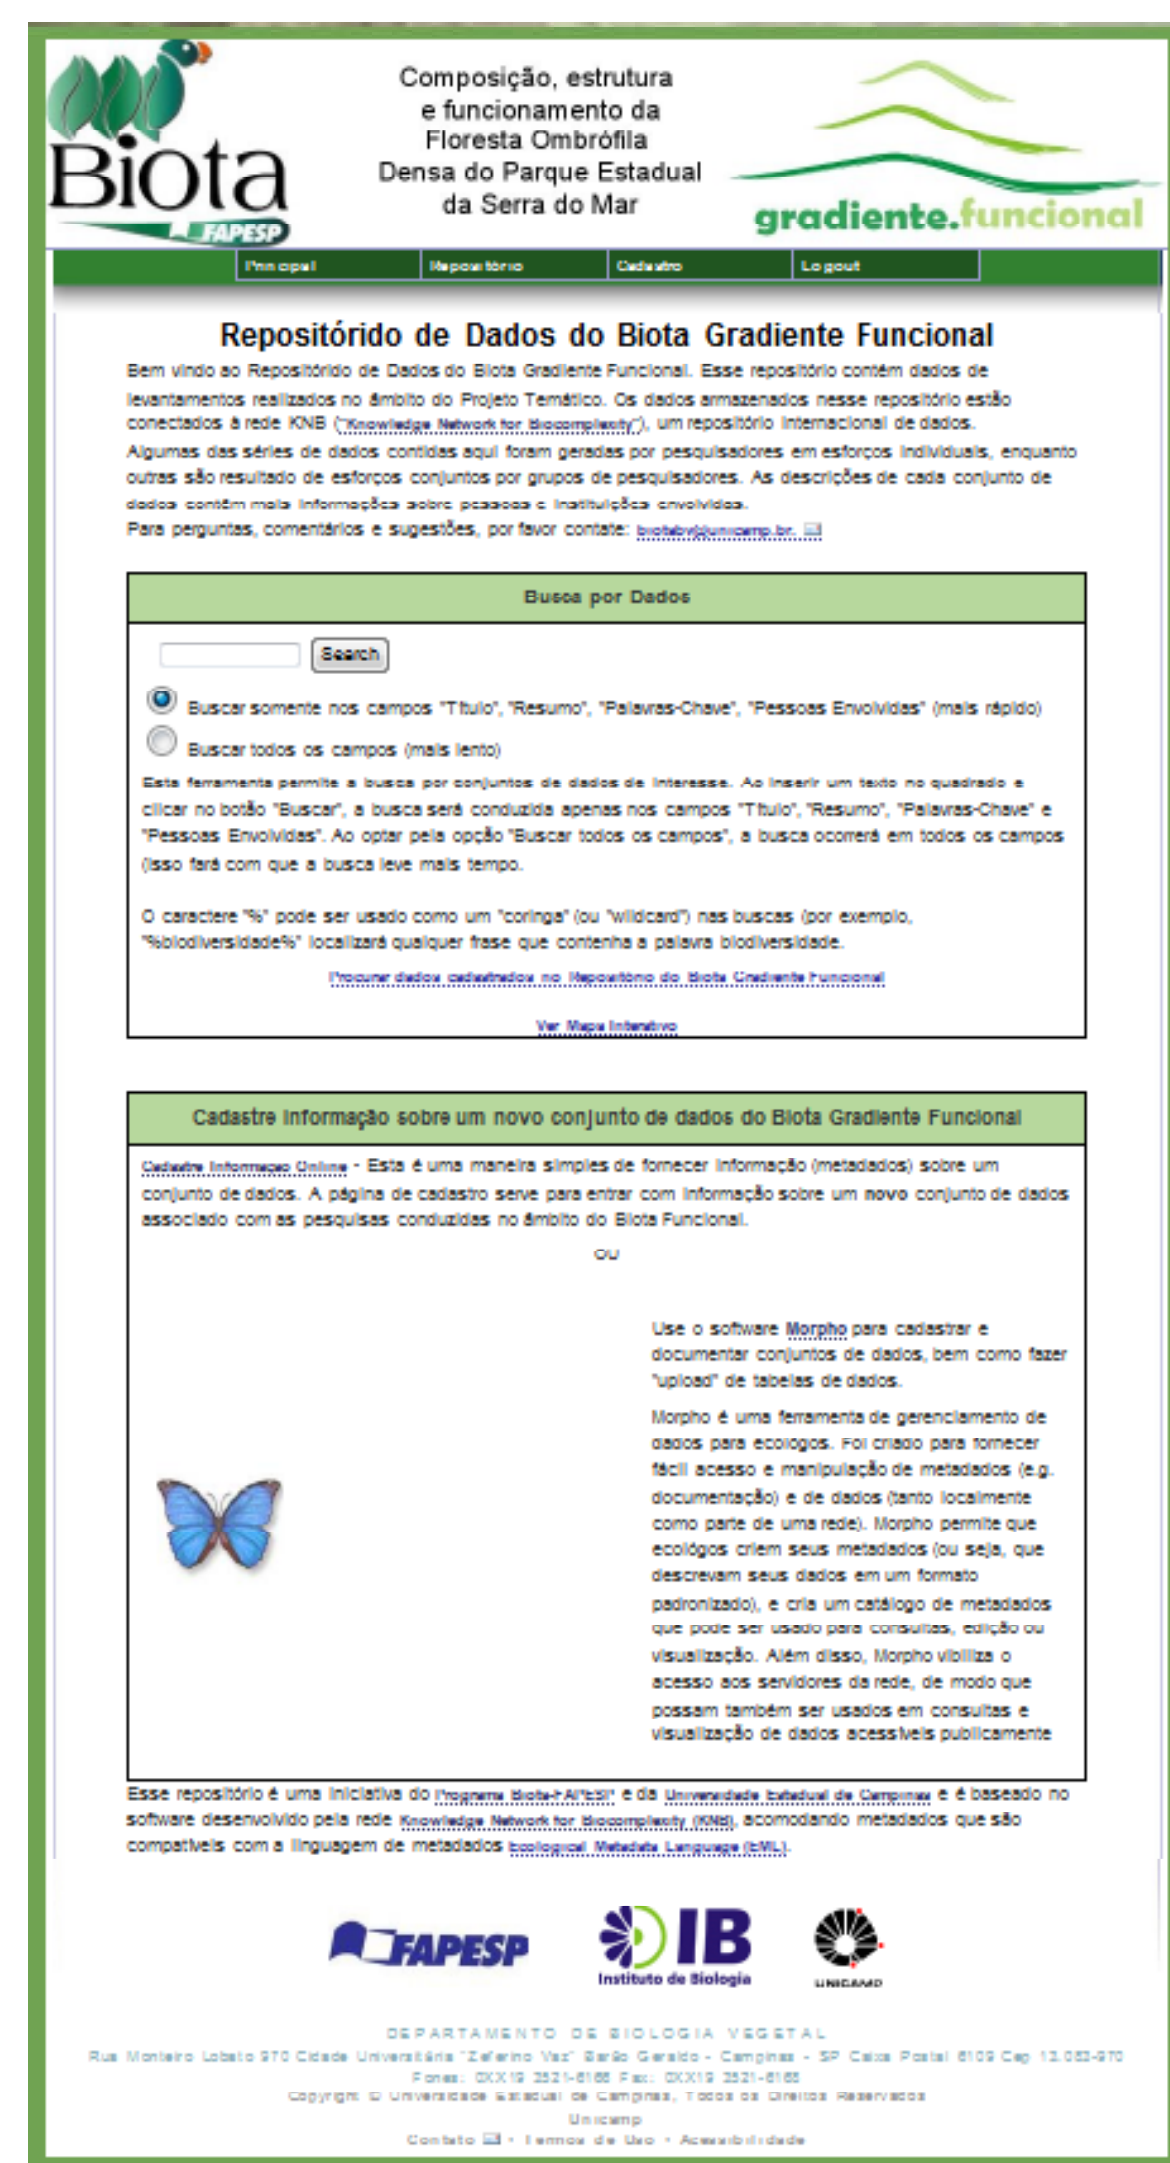 Composição, estrutura
e funcionamento da
Floresta Ombrófila
Densa do Parque Estadual
da Serra do Mar
Biota
FAPESP
gradiente.funcional
Principal Repositório Cadastro Logout
Repositórido de Dados do Biota Gradiente Funcional
Bem vindo ao Repositórido de Dados do Biota Gradiente Funcional. Esse repositório contém dados de
levantamentos realizados no âmbito do Projeto Temático. Os dados armazenados nesse repositório estão
conectados à rede KNB ("Knowledge Network for Biocomplexity"), um repositório internacional de dados.
Algumas das séries de dados contidas aqui foram geradas por pesquisadores em esforços individuais, enquanto
outras são resultado de esforços conjuntos por grupos de pesquisadores. As descrições de cada conjunto de
dados contêm mais informações sobre pessoas e instituições envolvidas.
Para perguntas, comentários e sugestões, por favor contate: biotabv@unicamp.br.
Busca por Dados
Search
Buscar somente nos campos "Título", "Resumo", "Palavras-Chave", "Pessoas Envolvidas" (mais rápido)
Buscar todos os campos (mais lento)
Esta ferramenta permite a busca por conjuntos de dados de interesse. Ao inserir um texto no quadrado e
clicar no botão "Buscar", a busca será conduzida apenas nos campos "Título", "Resumo", "Palavras-Chave" e
"Pessoas Envolvidas". Ao optar pela opção "Buscar todos os campos", a busca ocorrerá em todos os campos
(isso fará com que a busca leve mais tempo.
O caractere "%" pode ser usado como um "coringa" (ou "wildcard") nas buscas (por exemplo,
"%biodiversidade%" localizará qualquer frase que contenha a palavra biodiversidade.
Procurar dados cadastrados no Repositório do Biota Gradiente Funcional
Ver Mapa Interativo
Cadastre informação sobre um novo conjunto de dados do Biota Gradiente Funcional
Cadastre Informaçao Online - Esta é uma maneira simples de fornecer informação (metadados) sobre um
conjunto de dados. A página de cadastro serve para entrar com informação sobre um novo conjunto de dados
associado com as pesquisas conduzidas no âmbito do Biota Funcional.
OU
Use o software Morpho para cadastrar e
documentar conjuntos de dados, bem como fazer
"upload" de tabelas de dados.
Morpho é uma ferramenta de gerenciamento de
dados para ecólogos. Foi criado para fornecer
fácil acesso e manipulação de metadados (e.g.
documentação) e de dados (tanto localmente
como parte de uma rede). Morpho permite que
ecológos criem seus metadados (ou seja, que
descrevam seus dados em um formato
padronizado), e cria um catálogo de metadados
que pode ser usado para consultas, edição ou
visualização. Além disso, Morpho vibiliza o
acesso aos servidores da rede, de modo que
possam também ser usados em consultas e
visualização de dados acessíveis publicamente
Esse repositório é uma iniciativa do Programa Biota-FAPESP e da Universidade Estadual de Campinas e é baseado no
software desenvolvido pela rede Knowledge Network for Biocomplexity (KNB), acomodando metadados que são
compatíveis com a linguagem de metadados Ecological Metadata Language (EML).
FAPESP
IB
Instituto de Biologia
UNICAMP
DEPARTAMENTO DE BIOLOGIA VEGETAL
Rua Monteiro Lobato 970 Cidade Universitária "Zeferino Vaz" Barão Geraldo - Campinas - SP Caixa Postal 6109 Cep 13.083-970
Fones: 0XX19 3521-6166 Fax: 0XX19 3521-6168
Copyright © Universidade Estadual de Campinas, Todos os Direitos Reservados
Unicamp
Contato • Termos de Uso • Acessibilidade